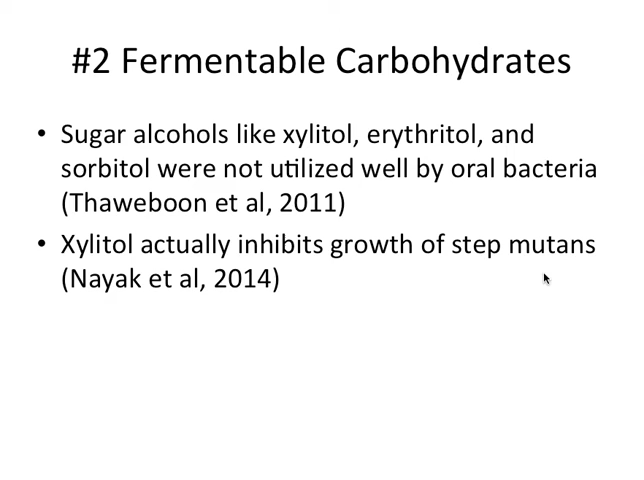 #2 Fermentable Carbohydrates
• Sugar alcohols like xylitol, erythritol, and
sorbitol were not utilized well by oral bacteria
(Thaweboon et al, 2011)
• Xylitol actually inhibits growth of step mutans
(Nayak et al, 2014)